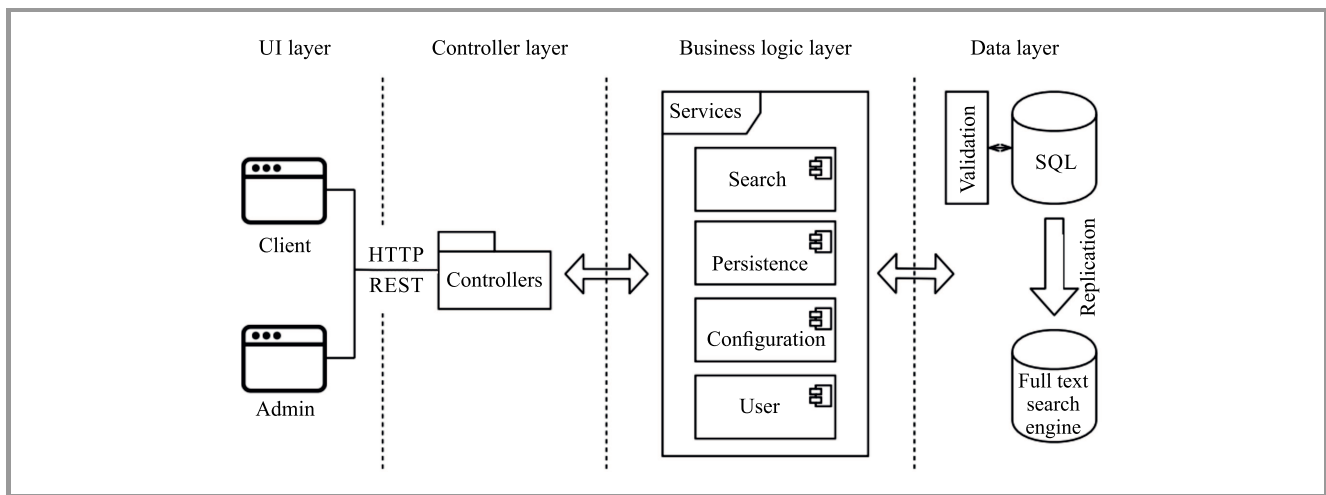 UI layer
Controller layer
Business logic layer
Data layer
Client
Admin
HTTP
REST
Controllers
Services
Search
Persistence
Configuration
User
Validation
SQL
Replication
Full text
search
engine